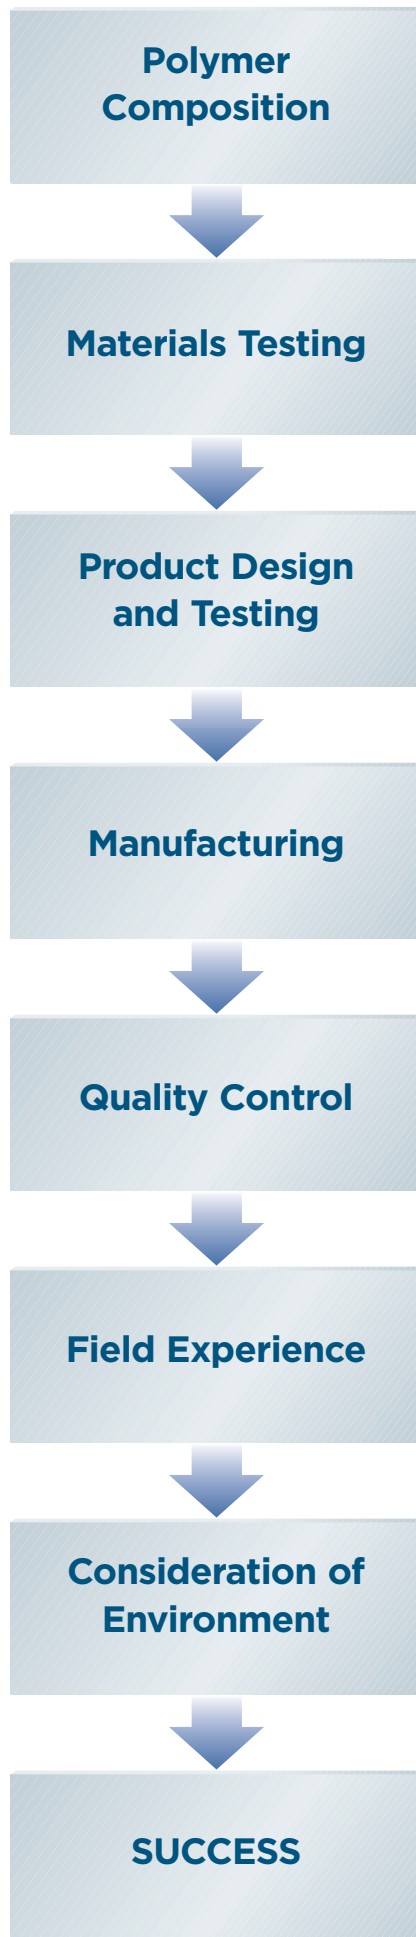 Polymer
Composition
Materials Testing
Product Design
and Testing
Manufacturing
Quality Control
Field Experience
Consideration of
Environment
SUCCESS